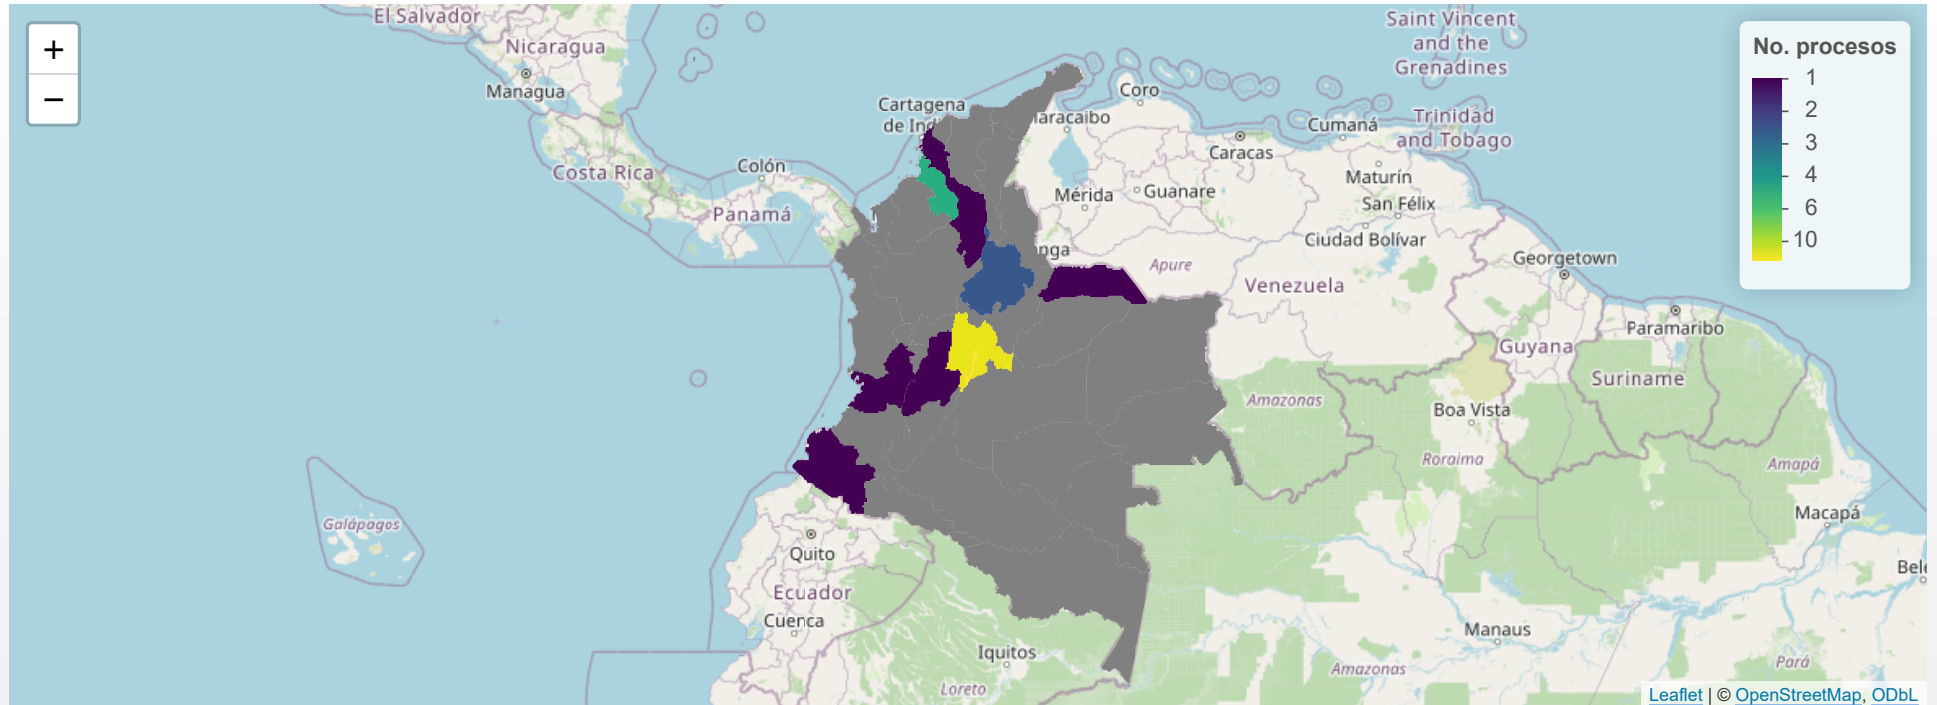 +
−
No. procesos
1
2
3
4
6
10
El Salvador
Nicaragua
Managua
Costa Rica
Colón
Panamá
Cartagena
de Ind
aracaibo
Coro
Caracas
Cumaná
Saint Vincent
and the
Grenadines
Trinidad
and Tobago
Mérida
Guanare
Maturín
San Félix
Ciudad Bolívar
nga
Apure
Venezuela
Georgetown
Paramaribo
Guyana
Suriname
Amazonas
Boa Vista
Roraima
Amapá
Macapá
Galápagos
Quito
Ecuador
Cuenca
Iquitos
Loreto
Manaus
Amazonas
Pará
Bele
Leaflet | © OpenStreetMap, ODbL